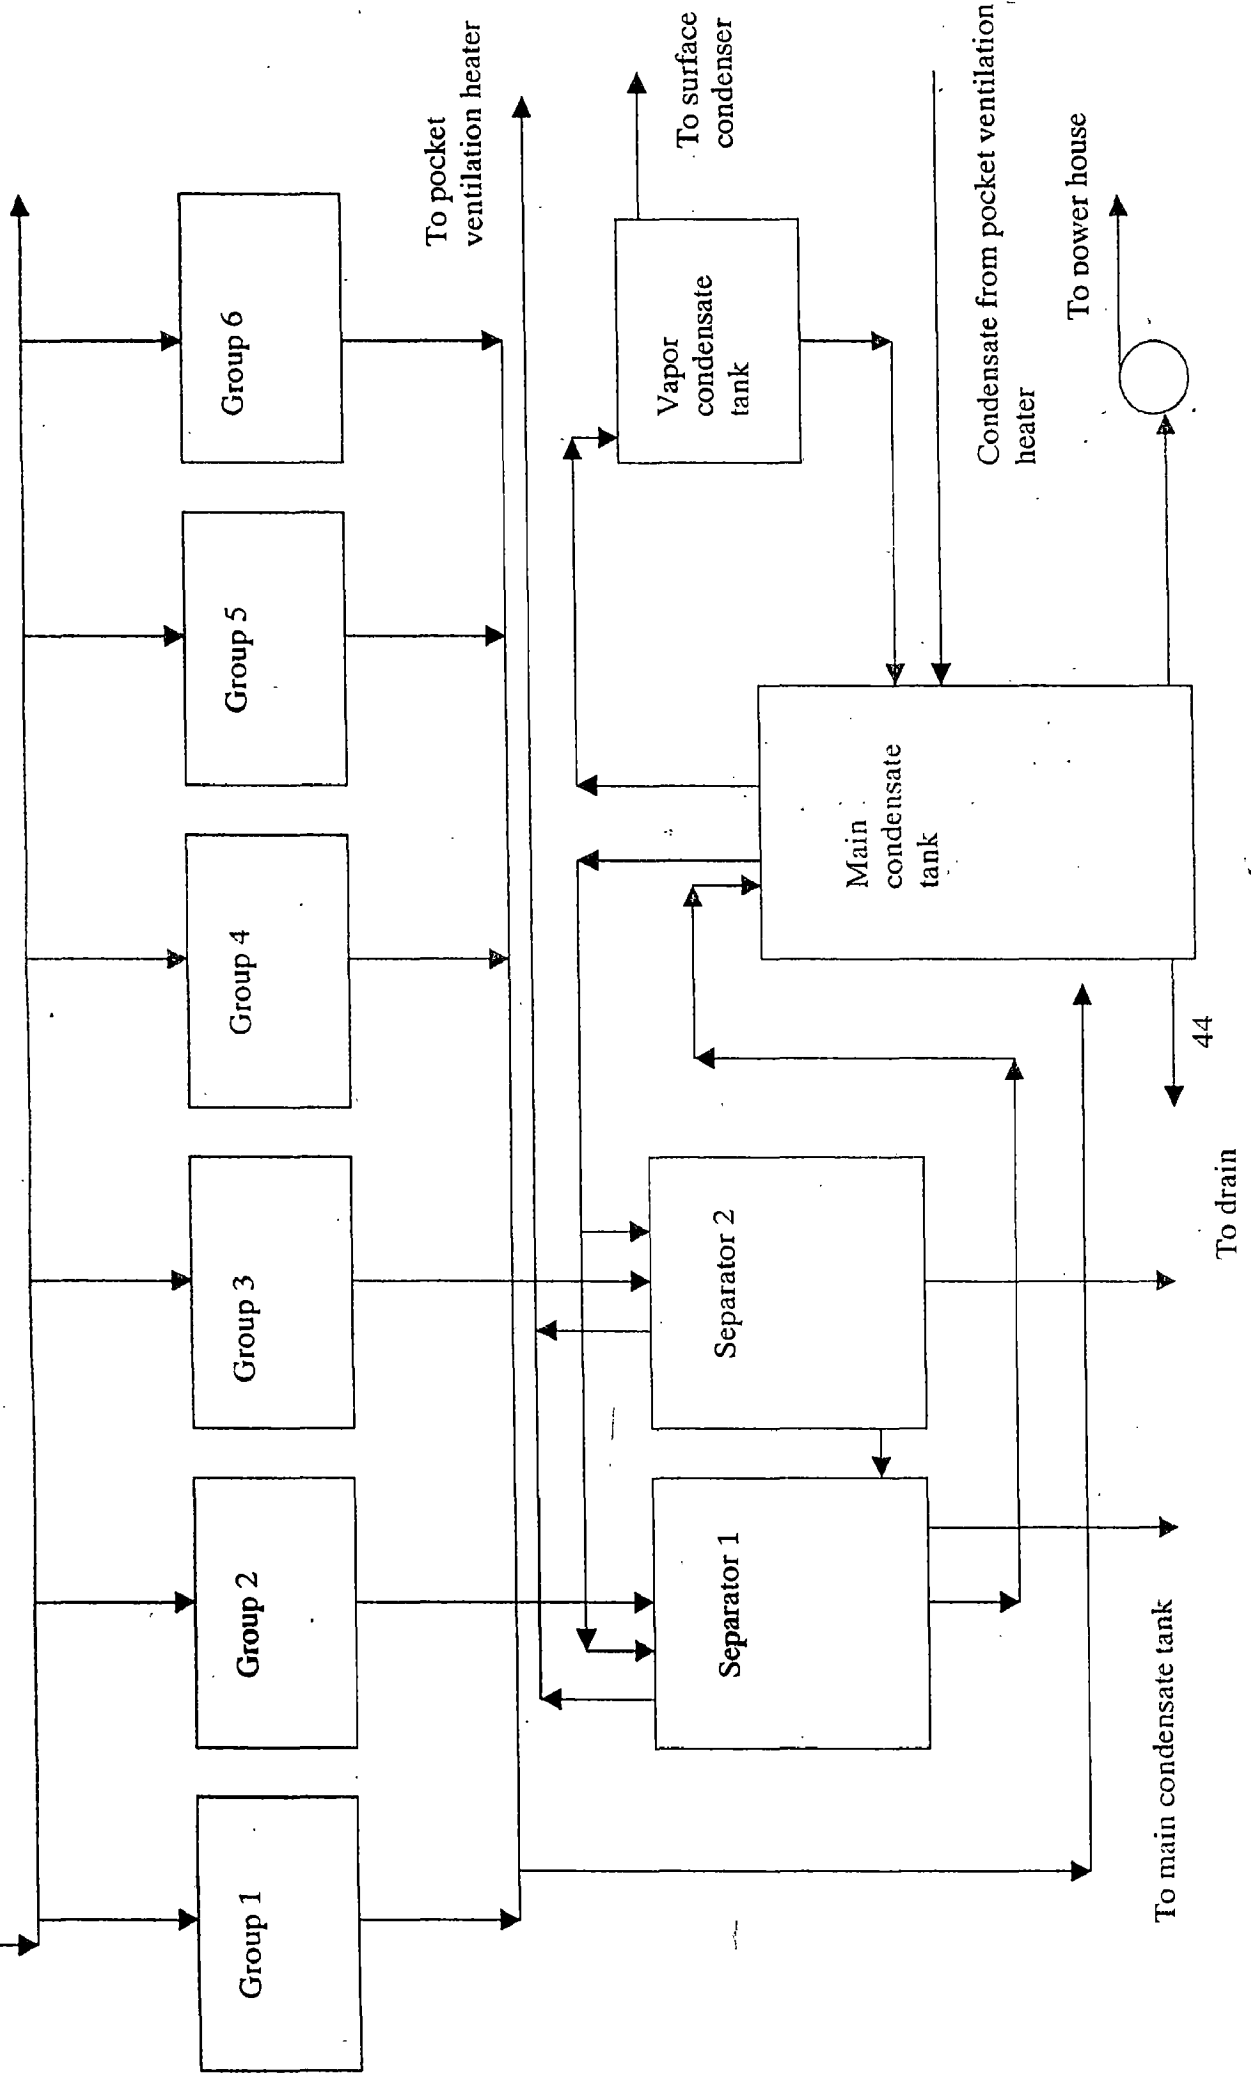 Group 1
Group 2
Group 3
Group 4
Group 5
Group 6
To pocket
ventilation heater
Separator 1
Separator 2
Main
condensate
tank
Vapor
condensate
tank
To surface
condenser
Condensate from pocket ventilation
heater
To power house
To main condensate tank
To drain
44